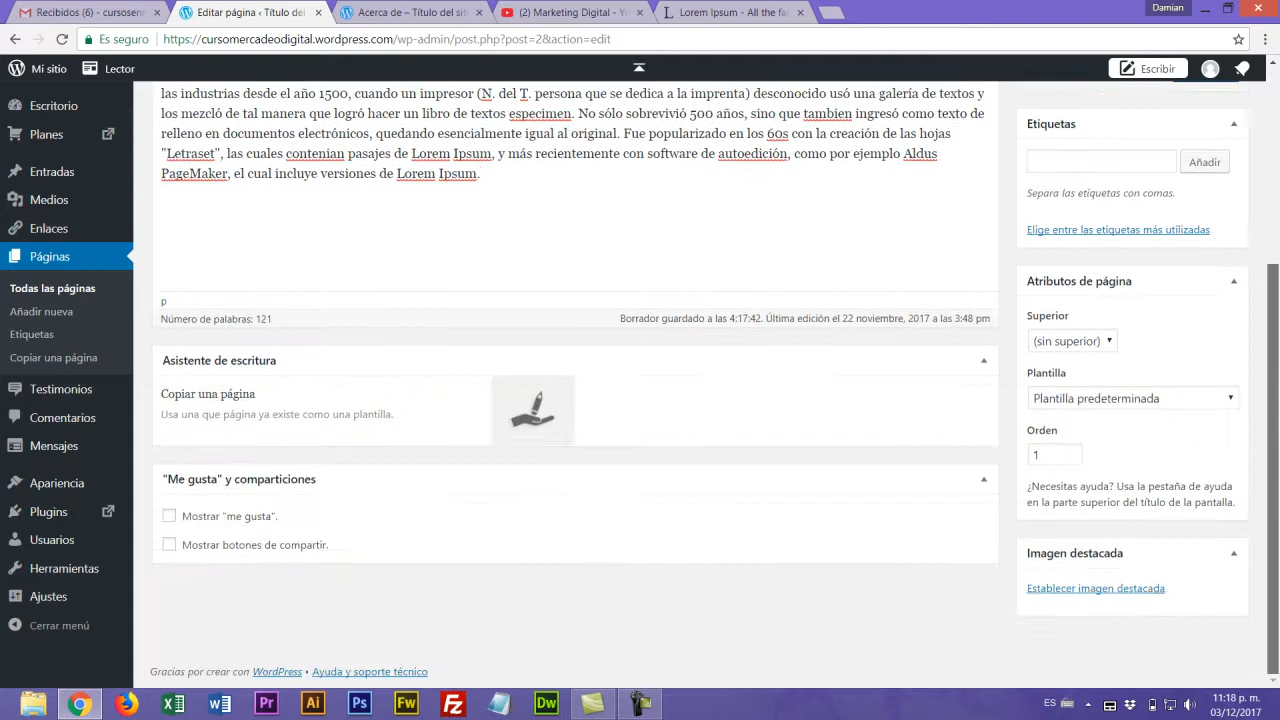 Recibidos (6) - cursosenr
Editar página ‹ Título del
Acerca de – Título del sit
(2) Marketing Digital - Yo
Lorem Ipsum - All the fac
Damian
Es seguro
https://cursomercadeodigital.wordpress.com/wp-admin/post.php?post=2&action=edit
Mi sitio
Lector
Escribir
Escritorio
Planes
Entradas
Medios
Enlaces
Páginas
Todas las páginas
Añadir nueva
Etiquetas
Copiar una página
Testimonios
Comentarios
Mensajes
Apariencia
Plugins
Usuarios
Herramientas
Ajustes
Cerrar menú
las industrias desde el año 1500, cuando un impresor (N. del T. persona que se dedica a la imprenta) desconocido usó una galería de textos y
los mezcló de tal manera que logró hacer un libro de textos especimen. No sólo sobrevivió 500 años, sino que tambien ingresó como texto de
relleno en documentos electrónicos, quedando esencialmente igual al original. Fue popularizado en los 60s con la creación de las hojas
"Letraset", las cuales contenian pasajes de Lorem Ipsum, y más recientemente con software de autoedición, como por ejemplo Aldus
PageMaker, el cual incluye versiones de Lorem Ipsum.
p
Número de palabras: 121
Borrador guardado a las 4:17:42. Última edición el 22 noviembre, 2017 a las 3:48 pm
Asistente de escritura
Copiar una página
Usa una que página ya existe como una plantilla.
"Me gusta" y comparticiones
Mostrar "me gusta".
Mostrar botones de compartir.
Gracias por crear con WordPress • Ayuda y soporte técnico
Etiquetas
Añadir
Separa las etiquetas con comas.
Elige entre las etiquetas más utilizadas
Atributos de página
Superior
(sin superior)
Plantilla
Plantilla predeterminada
Orden
1
¿Necesitas ayuda? Usa la pestaña de ayuda
en la parte superior del título de la pantalla.
Imagen destacada
Establecer imagen destacada
Pr
Ai
Ps
Fw
Fz
Dw
ES
11:18 p. m.
03/12/2017